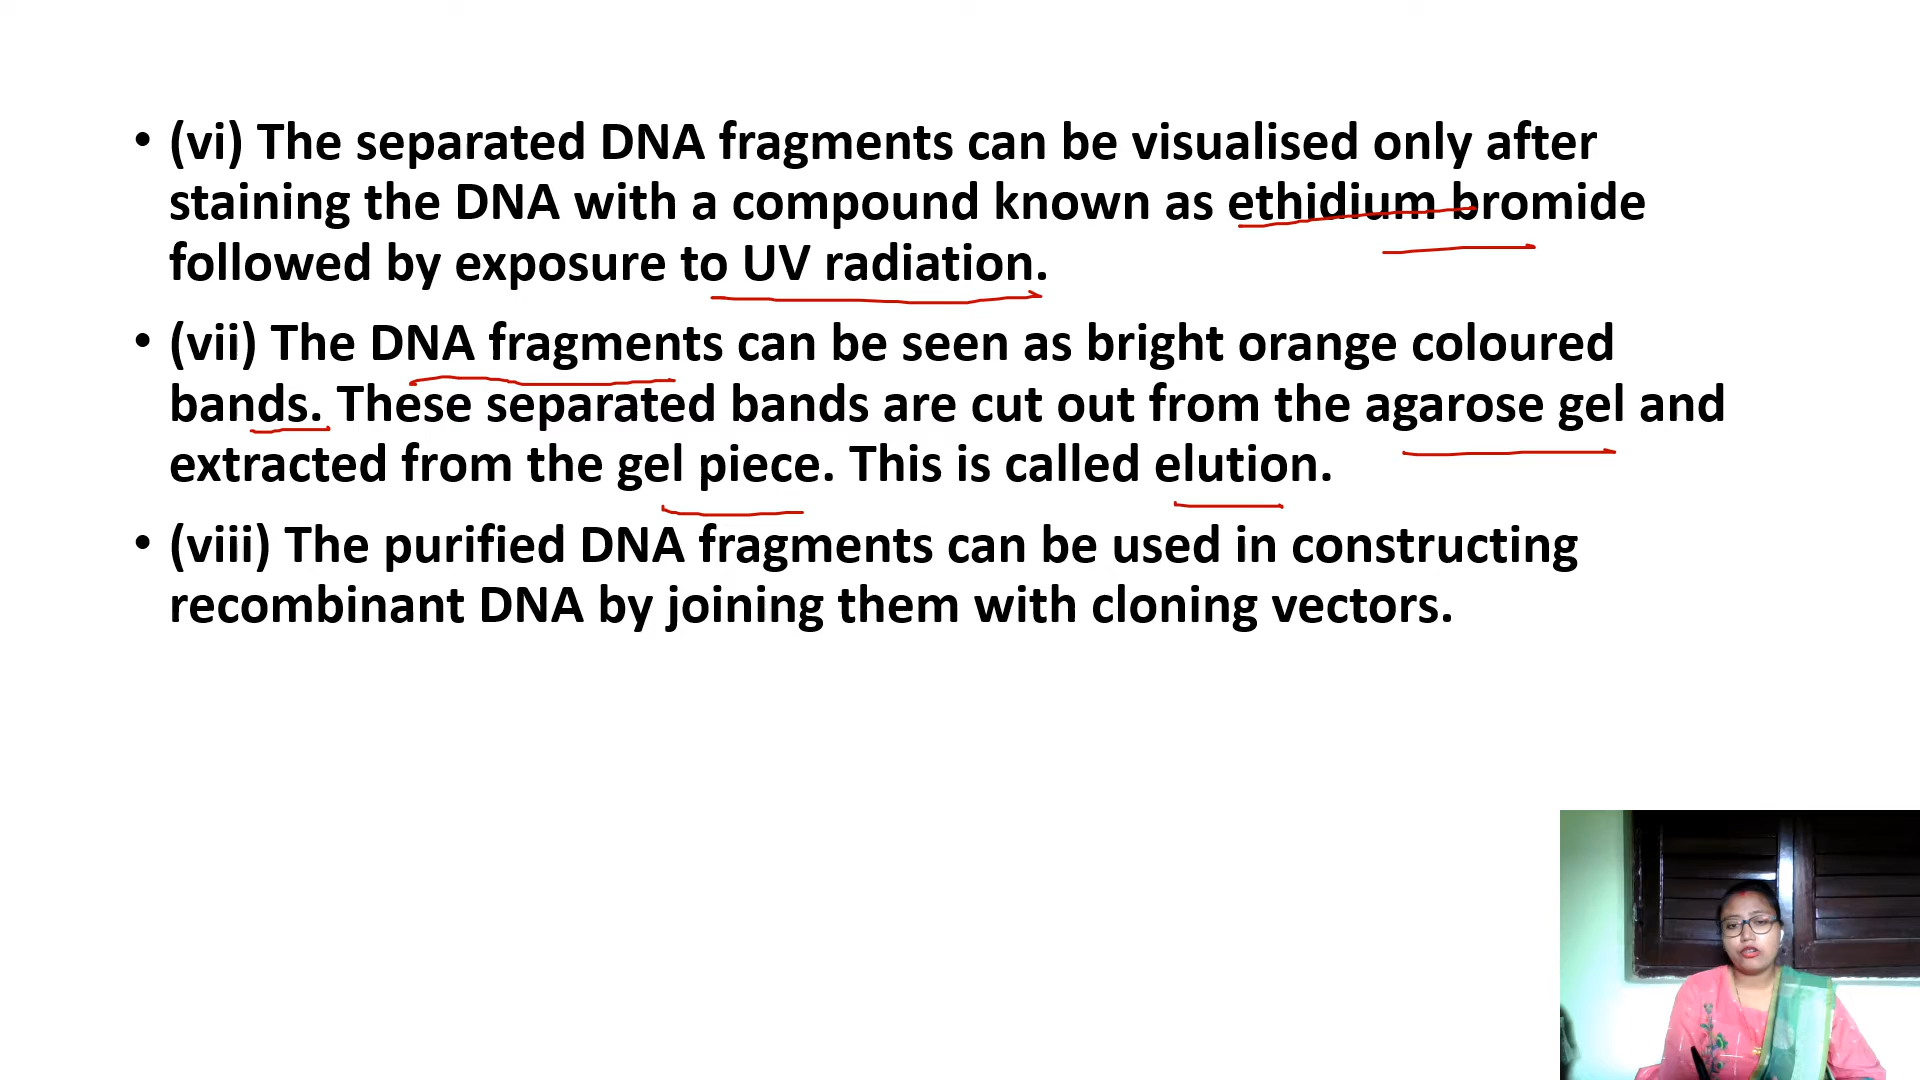 • (vi) The separated DNA fragments can be visualised only after
staining the DNA with a compound known as ethidium bromide
followed by exposure to UV radiation.
• (vii) The DNA fragments can be seen as bright orange coloured
bands. These separated bands are cut out from the agarose gel and
extracted from the gel piece. This is called elution.
• (viii) The purified DNA fragments can be used in constructing
recombinant DNA by joining them with cloning vectors.